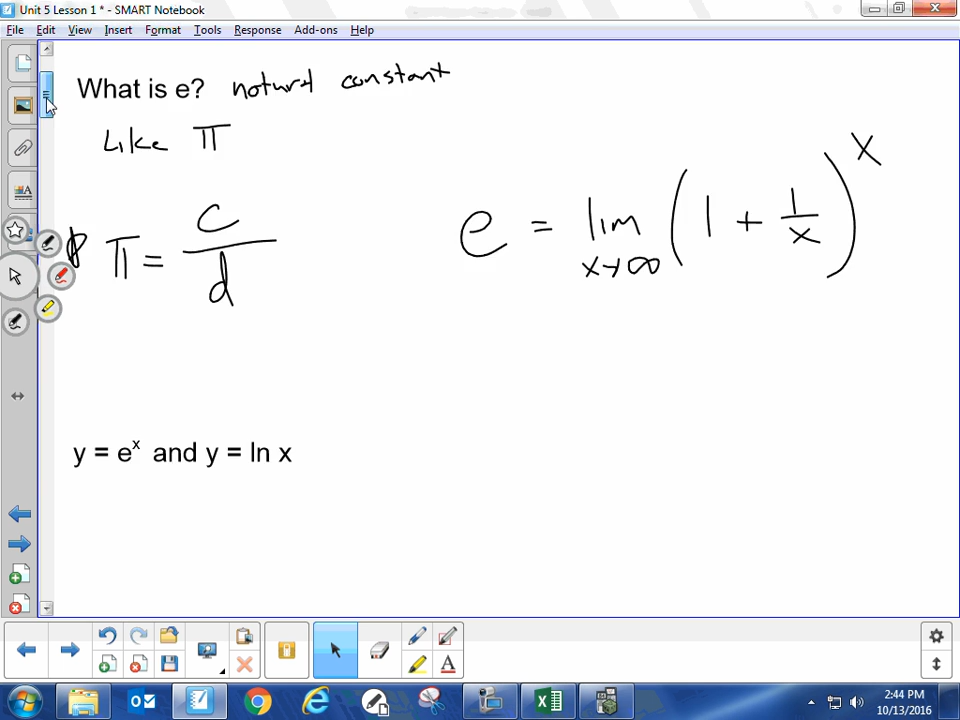 Unit 5 Lesson 1 * - SMART Notebook
File Edit View Insert Format Tools Response Add-ons Help
What is e? natural constant
Like π
π = c/d
e = lim x→∞ (1 + 1/x)^x
y = e^x and y = ln x
2:44 PM
10/13/2016